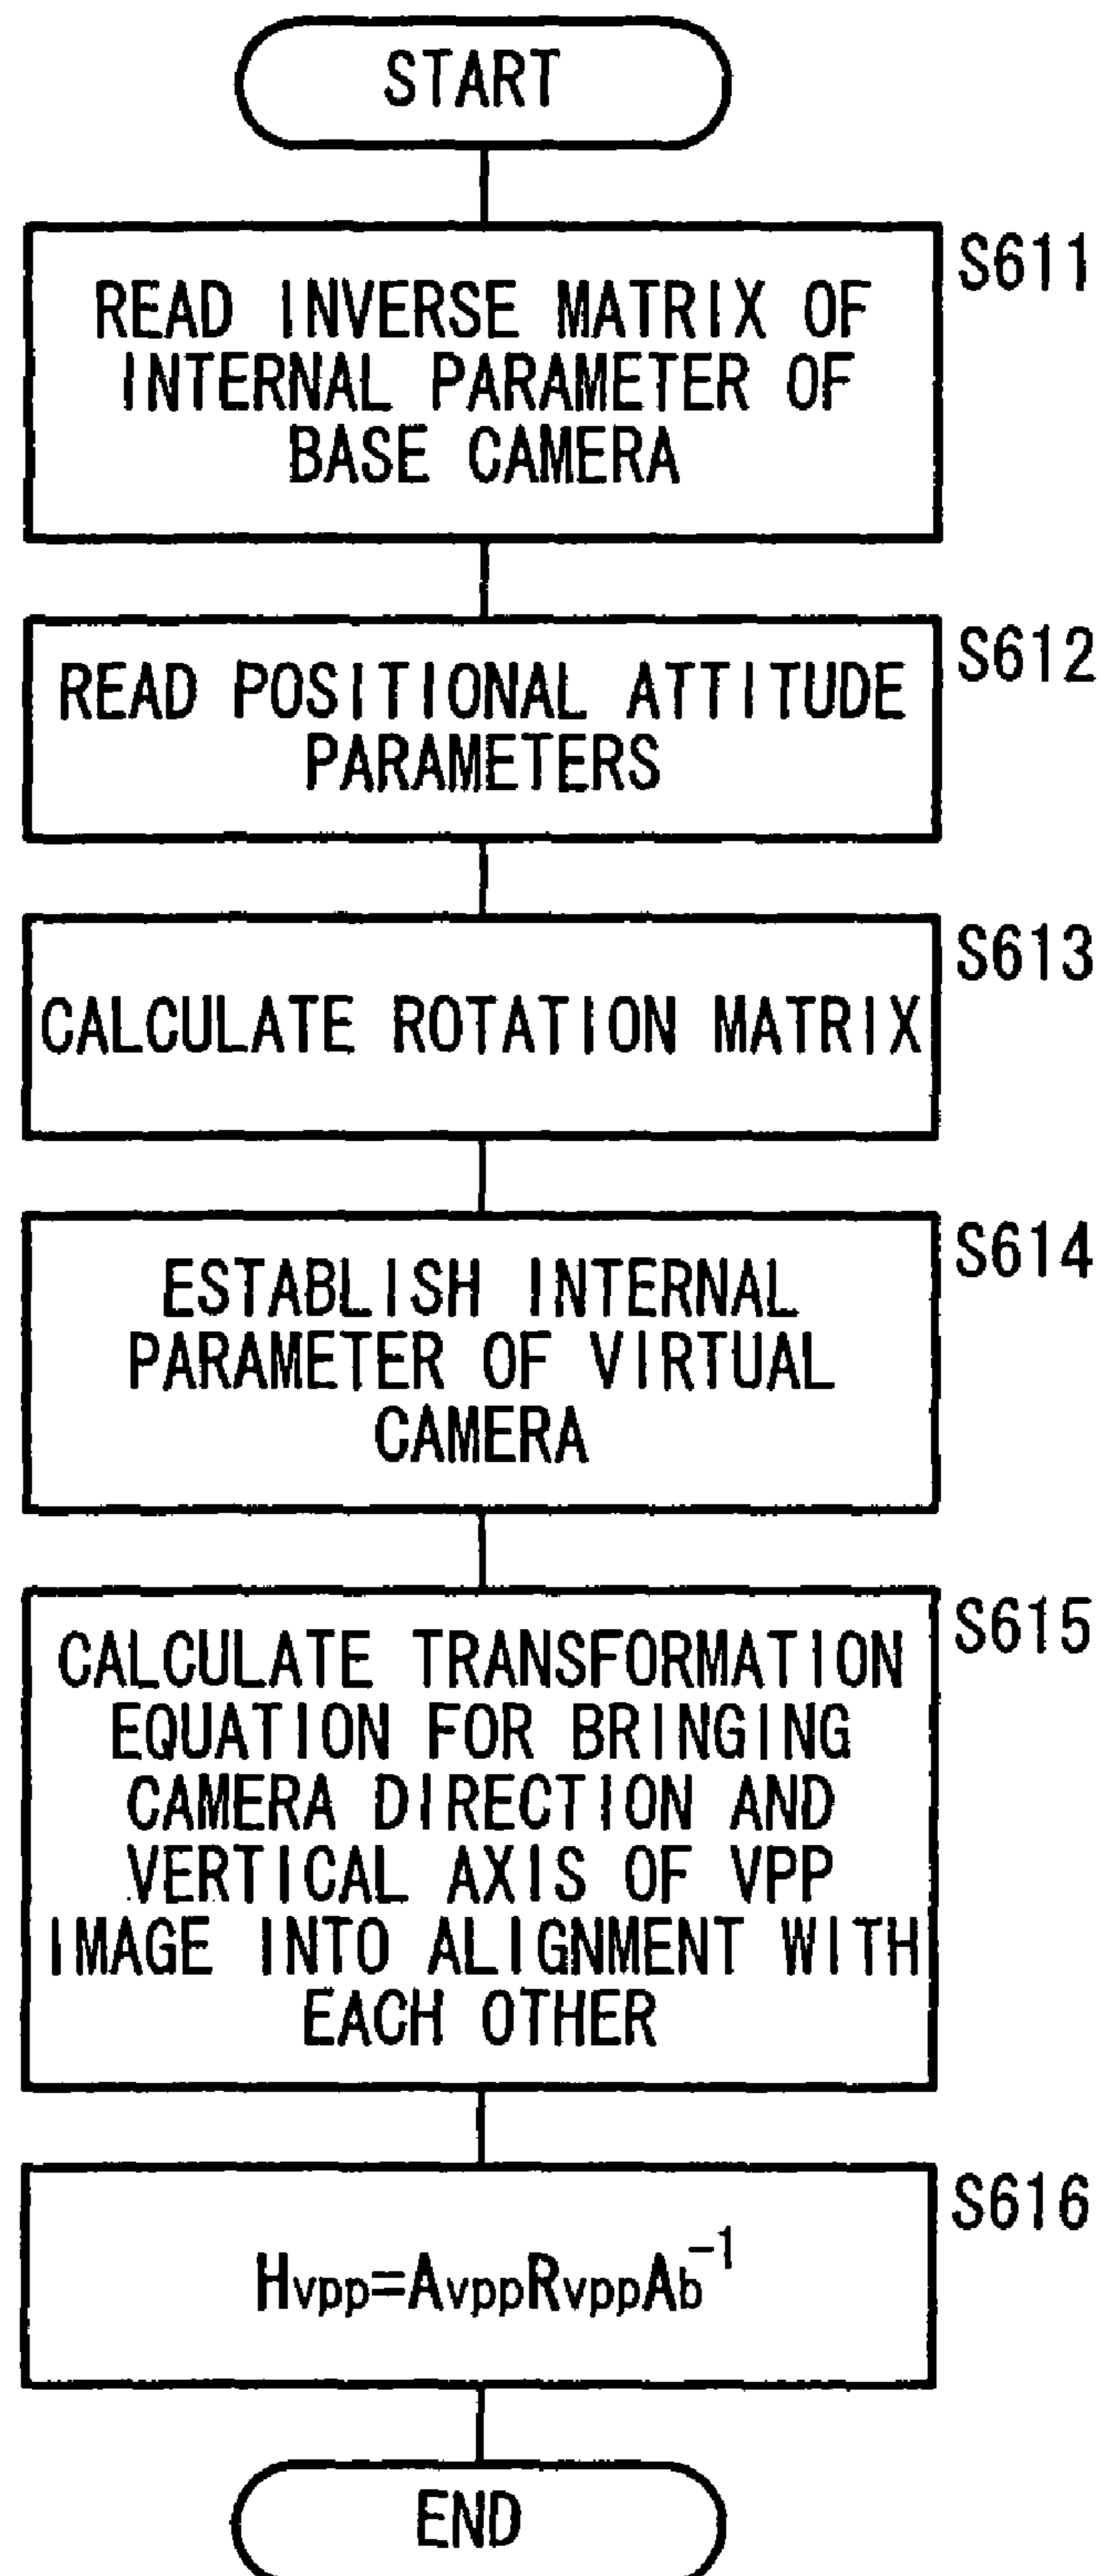 START
S611
READ INVERSE MATRIX OF
INTERNAL PARAMETER OF
BASE CAMERA
S612
READ POSITIONAL ATTITUDE
PARAMETERS
S613
CALCULATE ROTATION MATRIX
S614
ESTABLISH INTERNAL
PARAMETER OF VIRTUAL
CAMERA
S615
CALCULATE TRANSFORMATION
EQUATION FOR BRINGING
CAMERA DIRECTION AND
VERTICAL AXIS OF VPP
IMAGE INTO ALIGNMENT WITH
EACH OTHER
S616
Hvpp=AvppRvppAb⁻¹
END